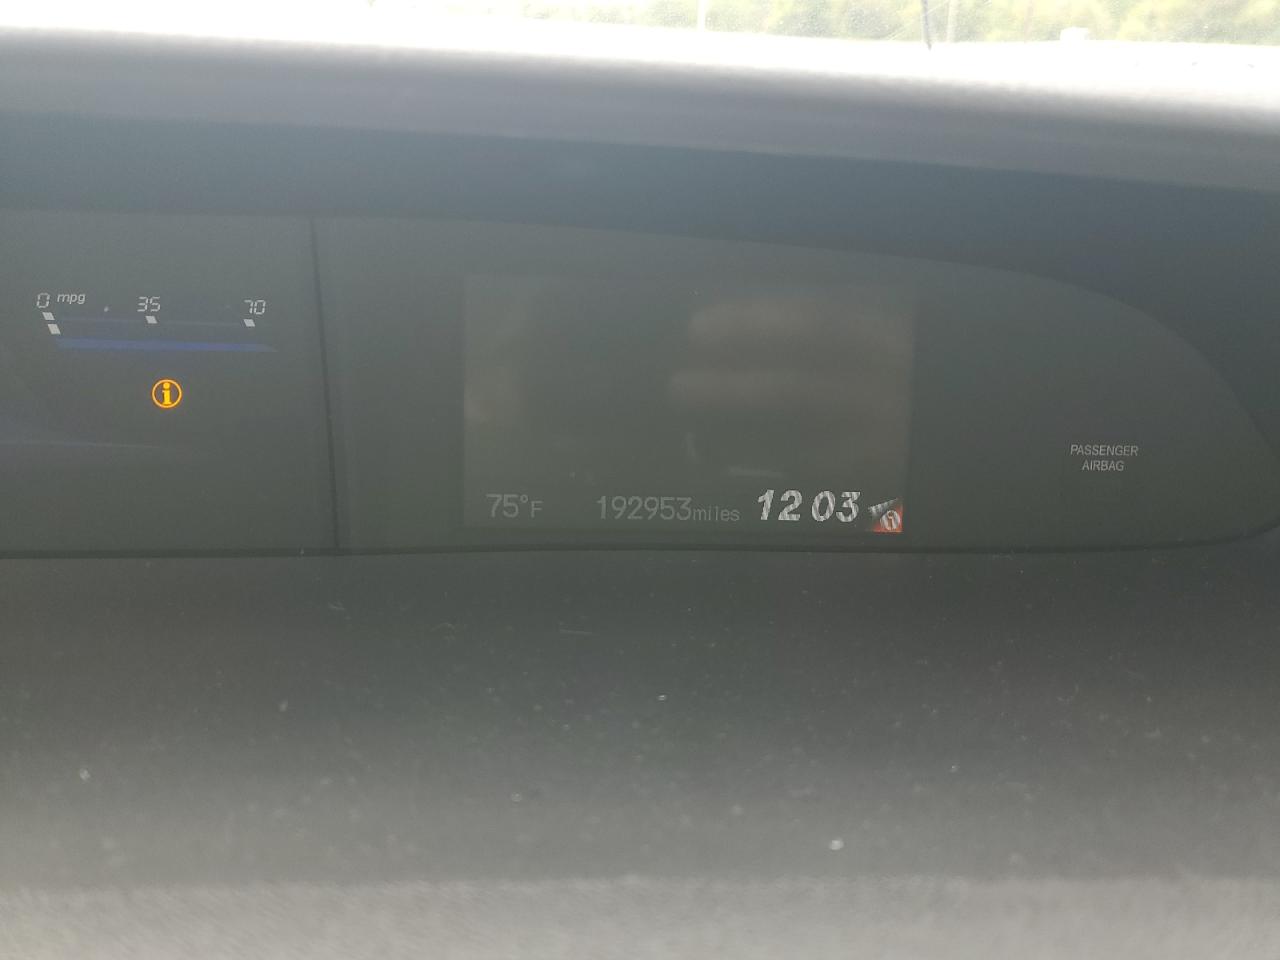 0 mpg 35 70
i
75°F 192953miles 12 03 i
PASSENGER
AIRBAG